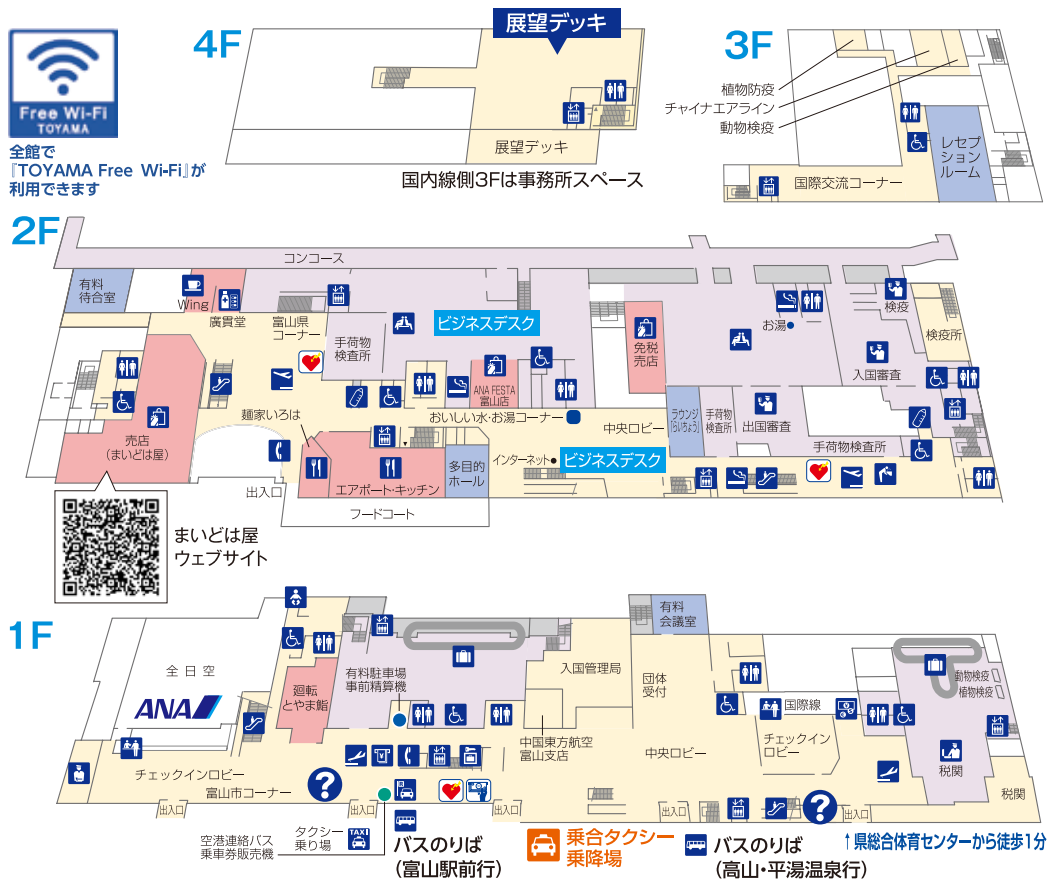 Free Wi-Fi
TOYAMA
全館で
『TOYAMA Free Wi-Fi』が
利用できます
4F
展望デッキ
展望デッキ
国内線側3Fは事務所スペース
3F
植物防疫
チャイナエアライン
動物検疫
レセプ
ション
ルーム
国際交流コーナー
2F
コンコース
有料
待合室
Wing
廣貫堂
富山県
コーナー
手荷物
検査所
ビジネスデスク
ANA FESTA
富山店
免税
売店
お湯
検疫
検疫所
入国審査
麺家いろは
おいしい水・お湯コーナー
中央ロビー
ラウンジ
「らいちょう」
手荷物
検査所
出国審査
手荷物検査所
売店
(まいどは屋)
インターネット
ビジネスデスク
出入口
エアポート・キッチン
多目的
ホール
フードコート
まいどは屋
ウェブサイト
1F
全日空
ANA
廻転
とやま鮨
有料駐車場
事前精算機
入国管理局
団体
受付
有料
会議室
国際線
動物検疫
植物検疫
中国東方航空
富山支店
中央ロビー
チェックイン
ロビー
税関
税関
チェックインロビー
富山市コーナー
?
?
出入口
出入口
出入口
出入口
出入口
空港連絡バス
乗車券販売機
タクシー
乗り場
TAXI
バスのりば
(富山駅前行)
乗合タクシー
乗降場
バスのりば
(高山・平湯温泉行)
↑県総合体育センターから徒歩1分